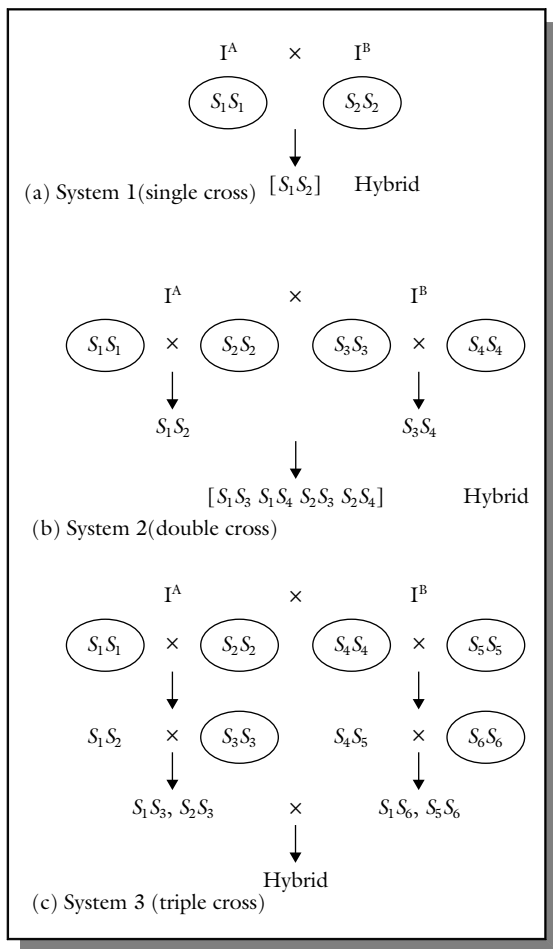 I^A × I^B
S₁S₁ S₂S₂
[S₁S₂] Hybrid
(a) System 1(single cross)
I^A × I^B
S₁S₁ × S₂S₂ S₃S₃ × S₄S₄
S₁S₂ S₃S₄
[S₁S₃ S₁S₄ S₂S₃ S₂S₄] Hybrid
(b) System 2(double cross)
I^A × I^B
S₁S₁ × S₂S₂ S₄S₄ × S₅S₅
S₁S₂ × S₃S₃ S₄S₅ × S₆S₆
S₁S₃, S₂S₃ × S₁S₆, S₅S₆
Hybrid
(c) System 3 (triple cross)